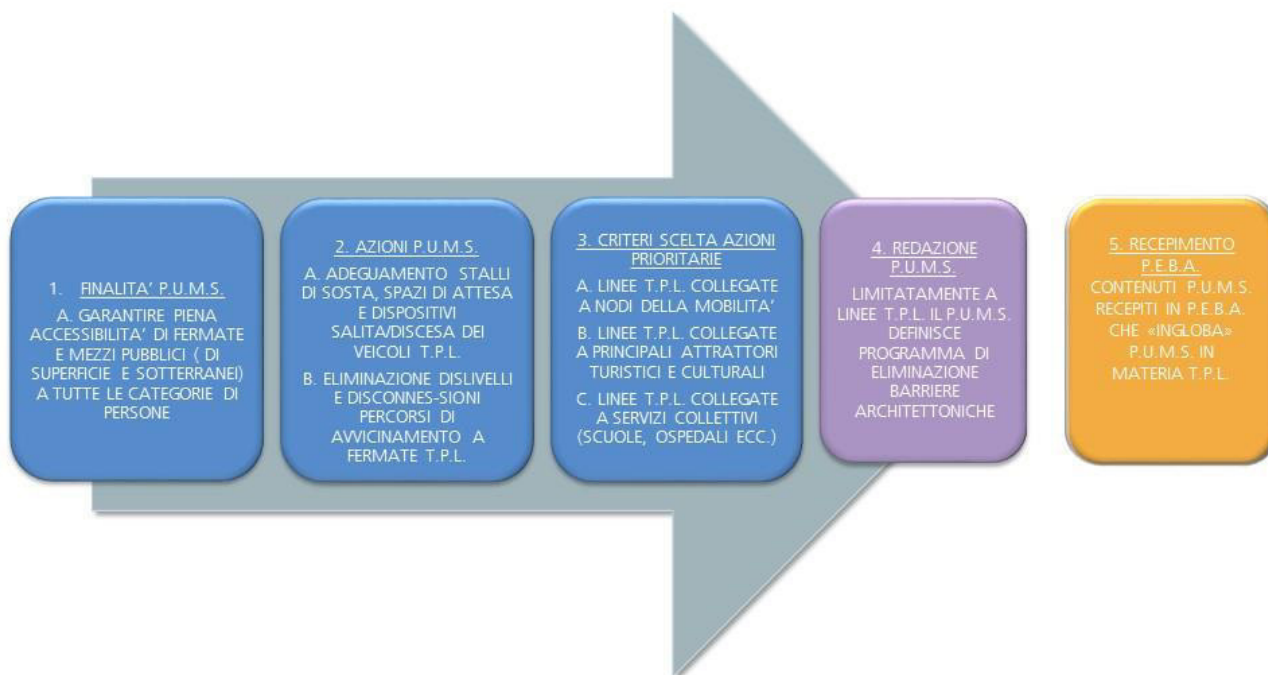 1. FINALITA’ P.U.M.S.
A. GARANTIRE PIENA
ACCESSIBILITA’ DI FERMATE
E MEZZI PUBBLICI ( DI
SUPERFICIE E SOTTERRANEI)
A TUTTE LE CATEGORIE DI
PERSONE
2. AZIONI P.U.M.S.
A. ADEGUAMENTO STALLI
DI SOSTA, SPAZI DI ATTESA
E DISPOSITIVI
SALITA/DISCESA DEI
VEICOLI T.P.L.
B. ELIMINAZIONE DISLIVELLI
E DISCONNES-SIONI
PERCORSI DI
AVVICINAMENTO A
FERMATE T.P.L.
3. CRITERI SCELTA AZIONI
PRIORITARIE
A. LINEE T.P.L. COLLEGATE
A NODI DELLA MOBILITA’
B. LINEE T.P.L. COLLEGATE
A PRINCIPALI ATTRATTORI
TURISTICI E CULTURALI
C. LINEE T.P.L. COLLEGATE
A SERVIZI COLLETTIVI
(SCUOLE, OSPEDALI ECC.)
4. REDAZIONE
P.U.M.S.
LIMITATAMENTE A
LINEE T.P.L. IL P.U.M.S.
DEFINISCE
PROGRAMMA DI
ELIMINAZIONE
BARRIERE
ARCHITETTONICHE
5. RECEPIMENTO
P.E.B.A.
CONTENUTI P.U.M.S.
RECEPITI IN P.E.B.A.
CHE «INGLOBA»
P.U.M.S. IN
MATERIA T.P.L.